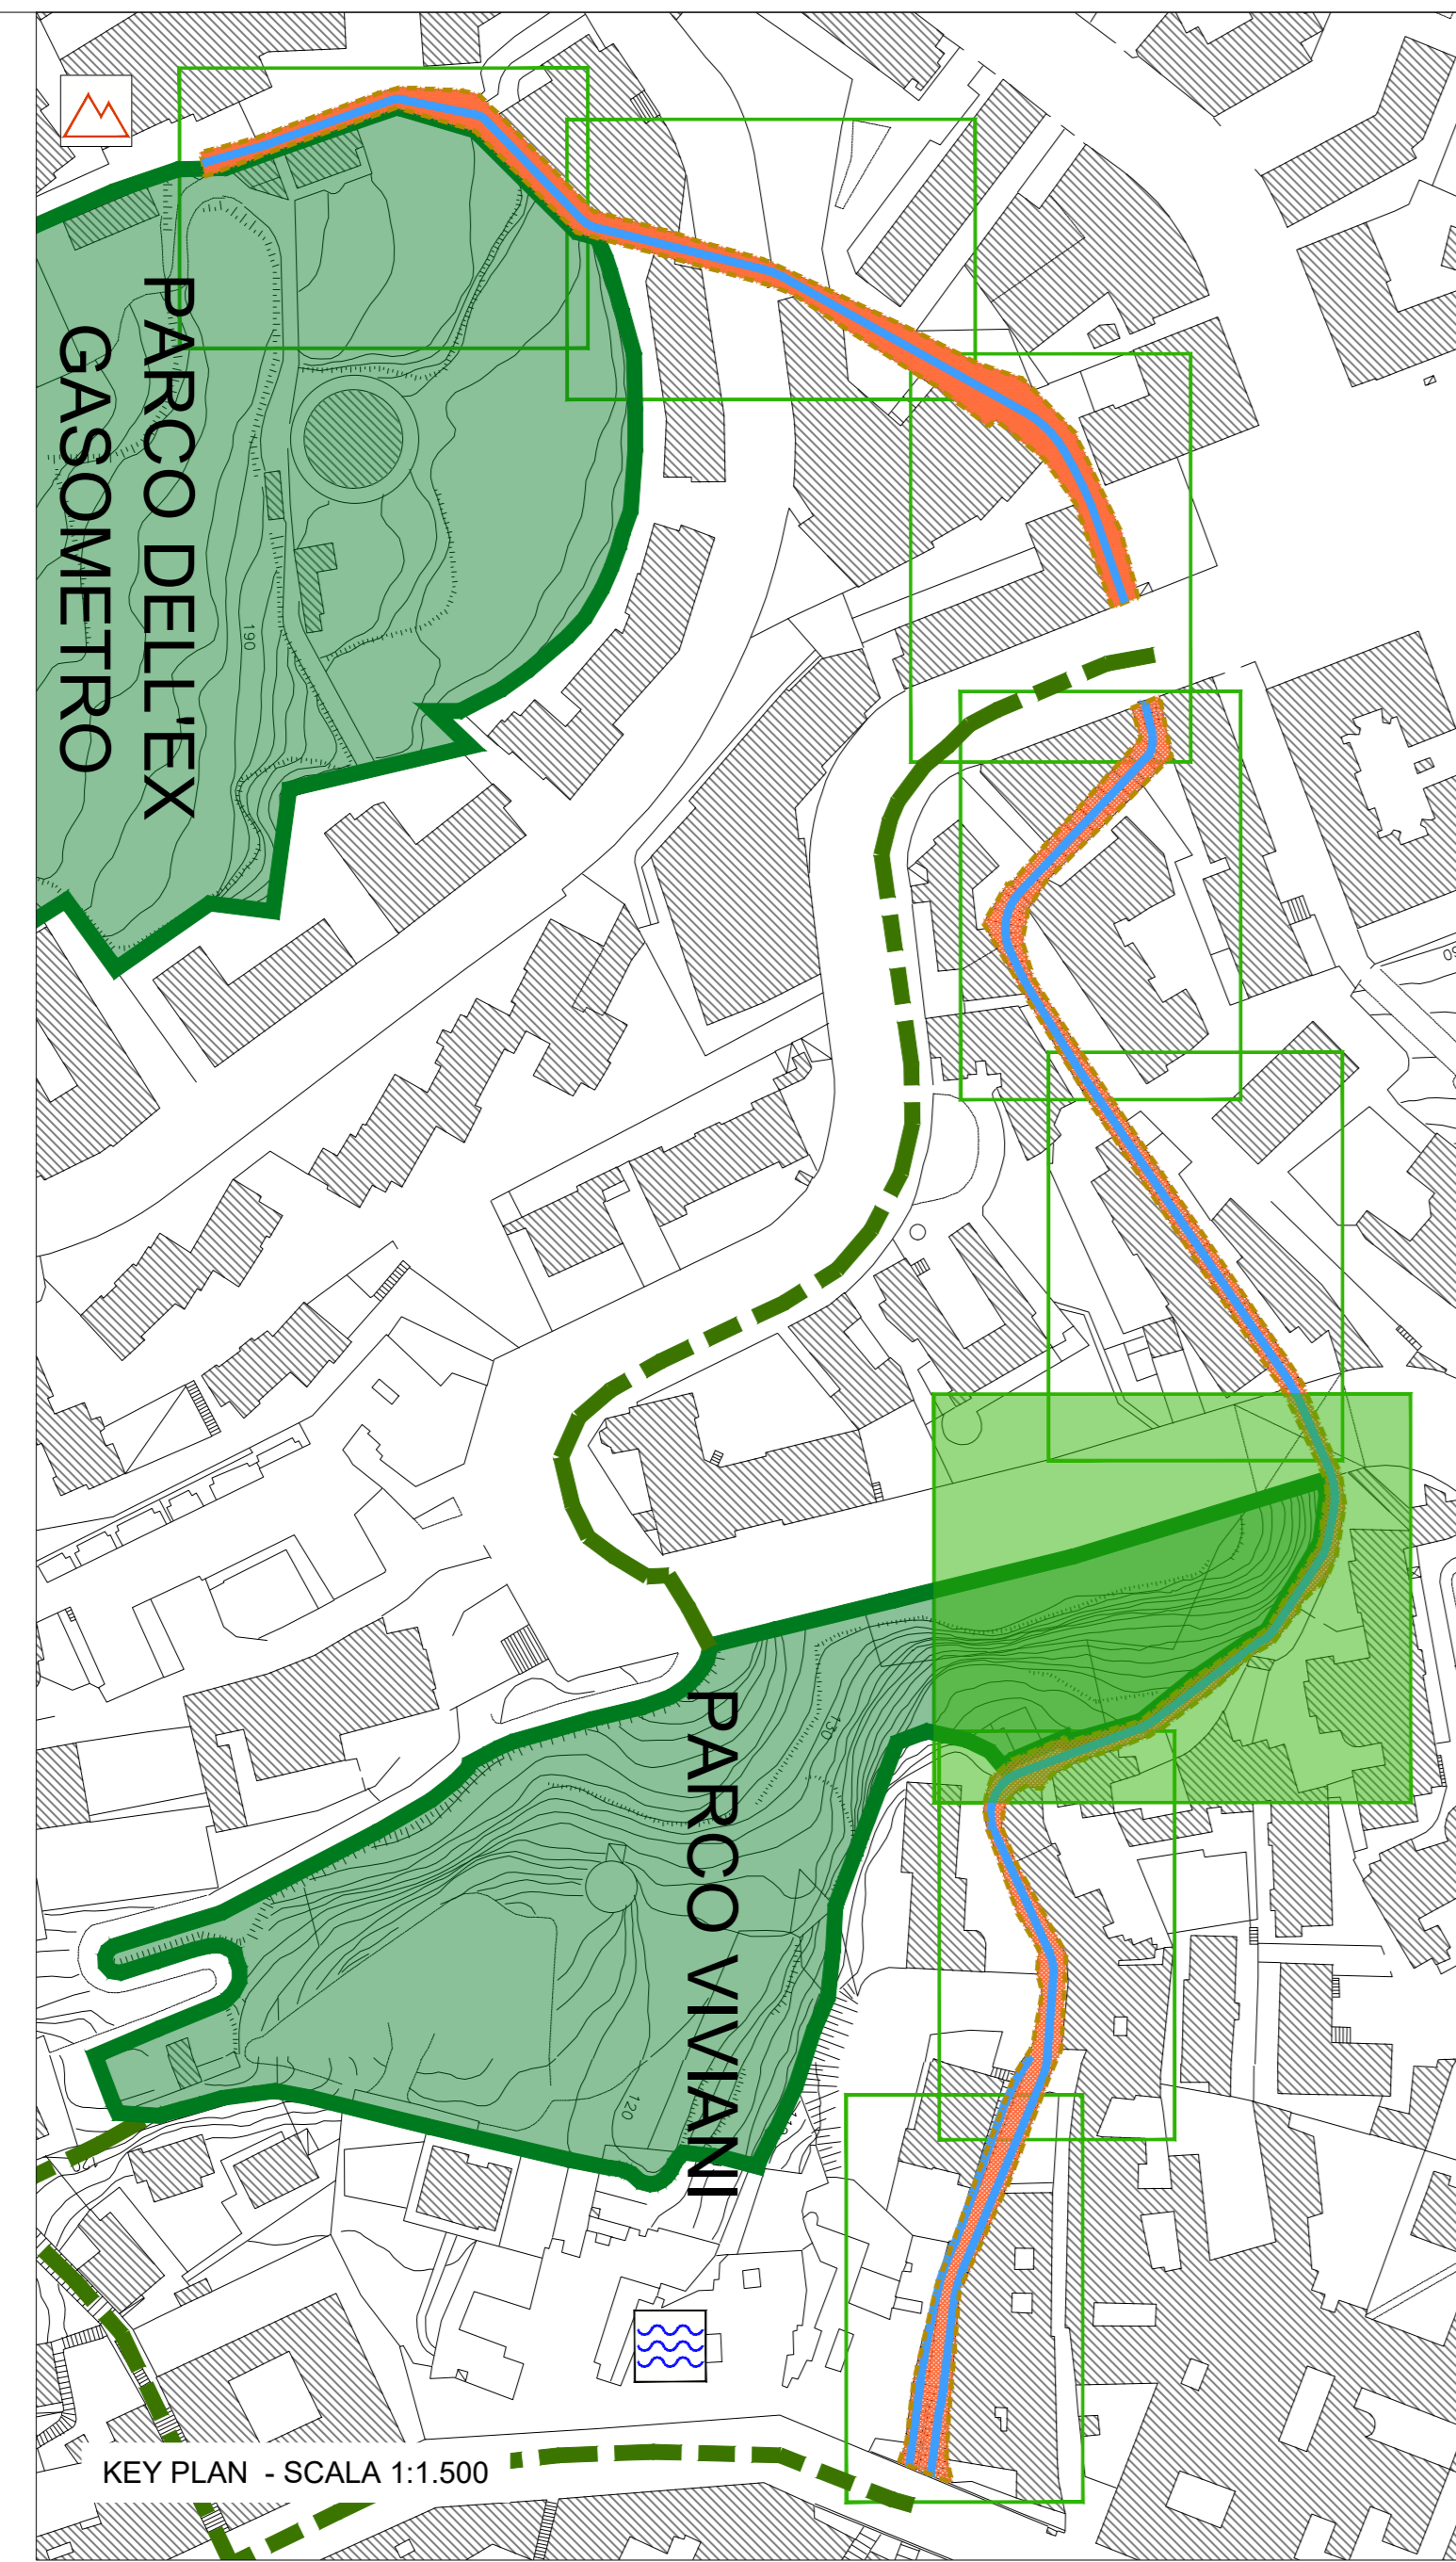 PARCO DELL'EX
GASOMETRO
190
130
PARCO VIVIANI
120
KEY PLAN - SCALA 1:1.500